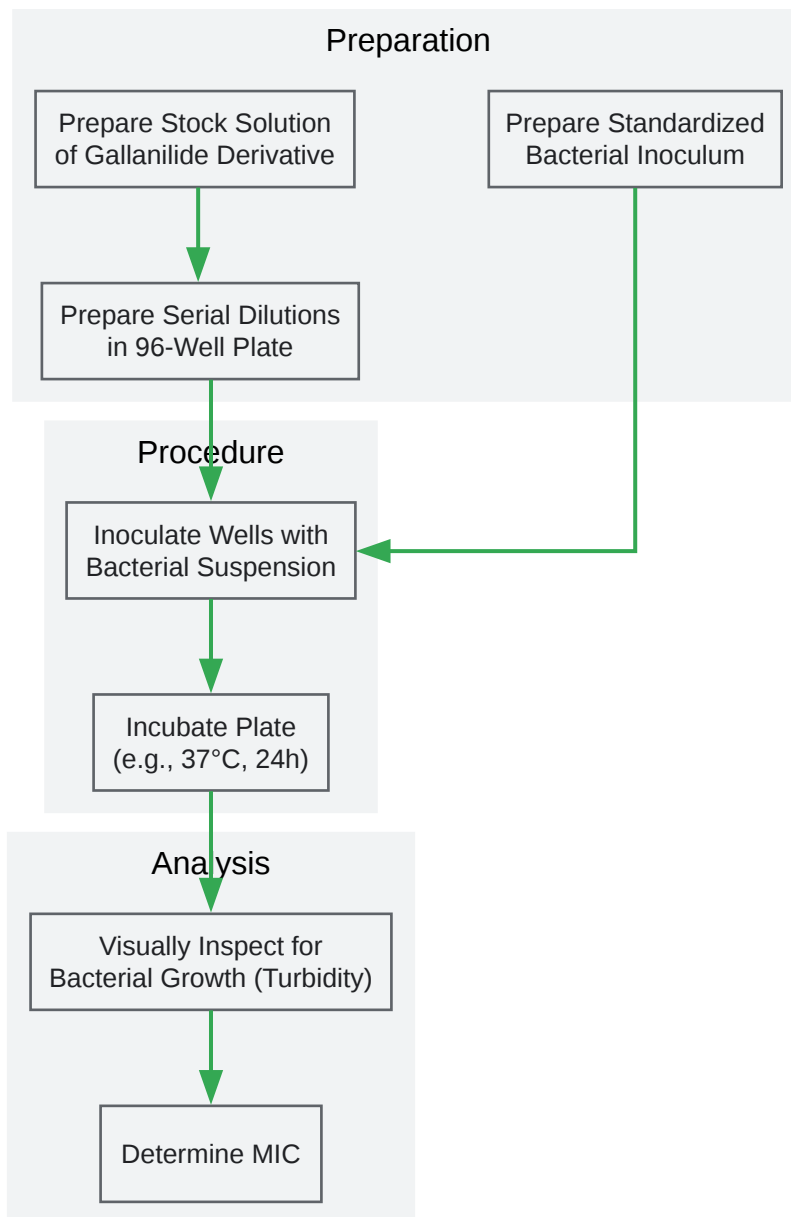 Preparation
Prepare Stock Solution
of Gallanilide Derivative
Prepare Standardized
Bacterial Inoculum
Prepare Serial Dilutions
in 96-Well Plate
Procedure
Inoculate Wells with
Bacterial Suspension
Incubate Plate
(e.g., 37°C, 24h)
Analysis
Visually Inspect for
Bacterial Growth (Turbidity)
Determine MIC